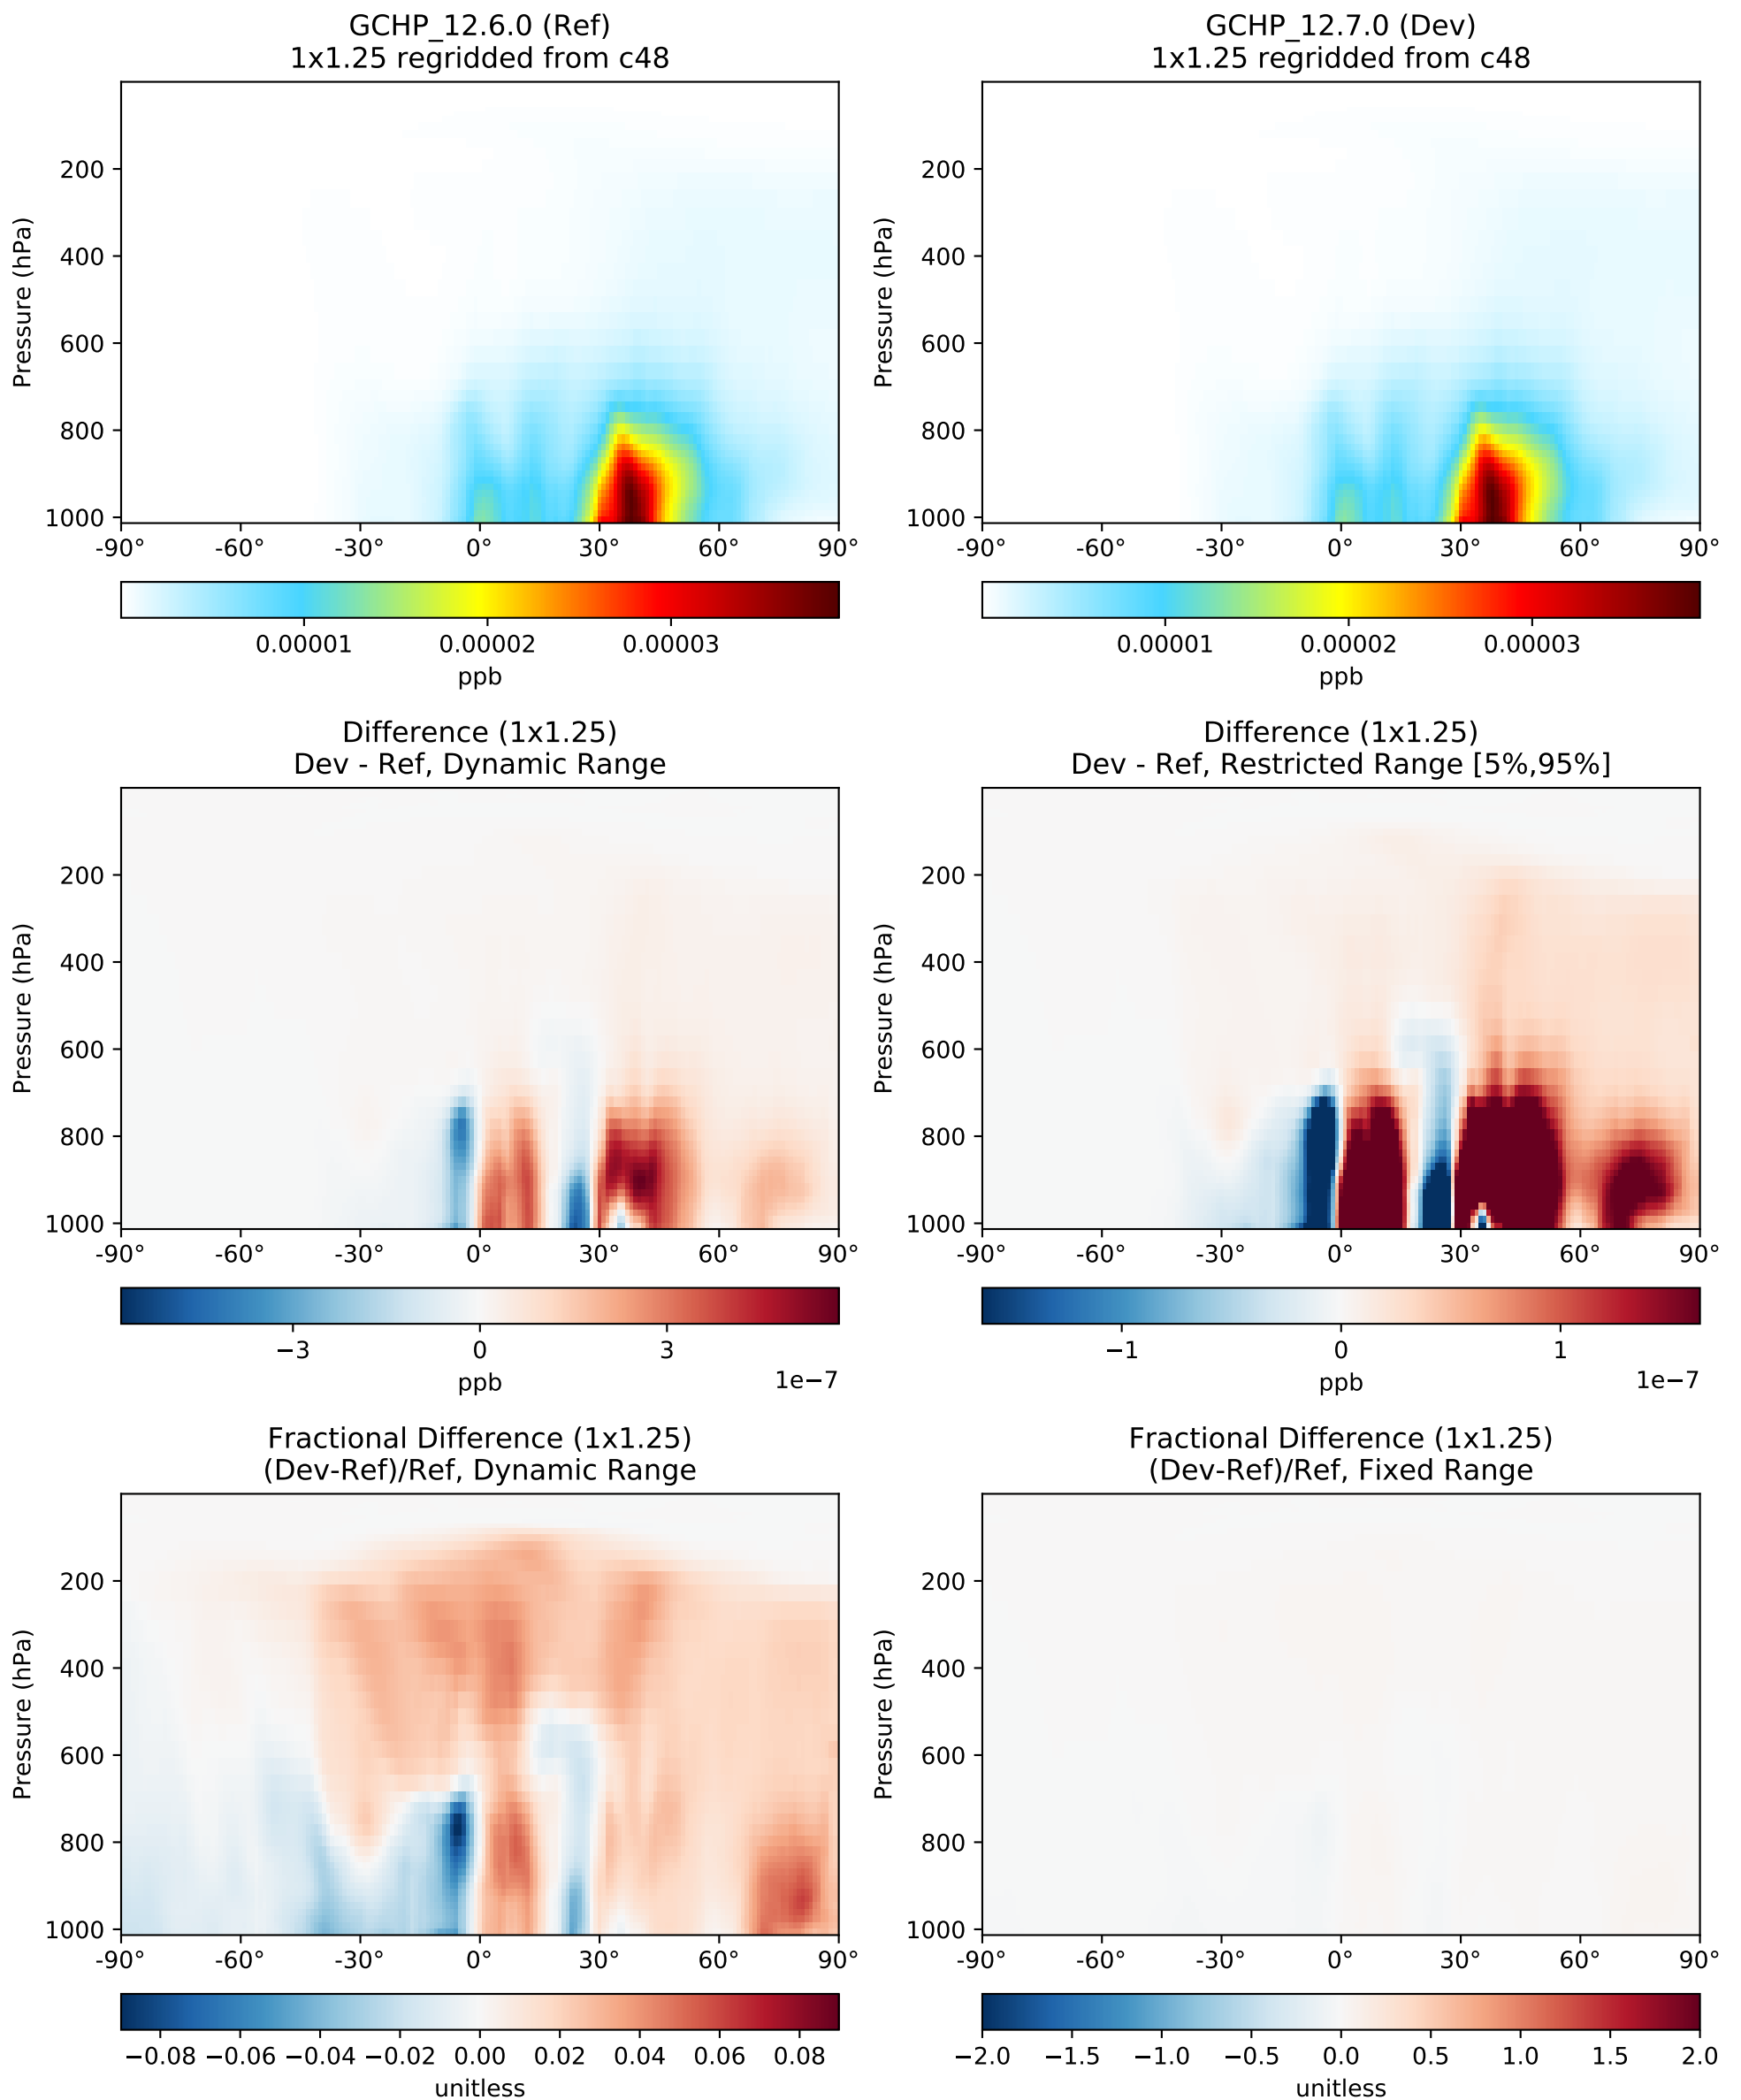 GCHP_12.6.0 (Ref)
1x1.25 regridded from c48
Pressure (hPa)
200
400
600
800
1000
-90° -60° -30° 0° 30° 60° 90°
0.00001 0.00002 0.00003
ppb
GCHP_12.7.0 (Dev)
1x1.25 regridded from c48
Pressure (hPa)
200
400
600
800
1000
-90° -60° -30° 0° 30° 60° 90°
0.00001 0.00002 0.00003
ppb
Difference (1x1.25)
Dev - Ref, Dynamic Range
Pressure (hPa)
200
400
600
800
1000
-90° -60° -30° 0° 30° 60° 90°
−3 0 3
ppb
1e−7
Difference (1x1.25)
Dev - Ref, Restricted Range [5%,95%]
Pressure (hPa)
200
400
600
800
1000
-90° -60° -30° 0° 30° 60° 90°
−1 0 1
ppb
1e−7
Fractional Difference (1x1.25)
(Dev-Ref)/Ref, Dynamic Range
Pressure (hPa)
200
400
600
800
1000
-90° -60° -30° 0° 30° 60° 90°
−0.08 −0.06 −0.04 −0.02 0.00 0.02 0.04 0.06 0.08
unitless
Fractional Difference (1x1.25)
(Dev-Ref)/Ref, Fixed Range
Pressure (hPa)
200
400
600
800
1000
-90° -60° -30° 0° 30° 60° 90°
−2.0 −1.5 −1.0 −0.5 0.0 0.5 1.0 1.5 2.0
unitless